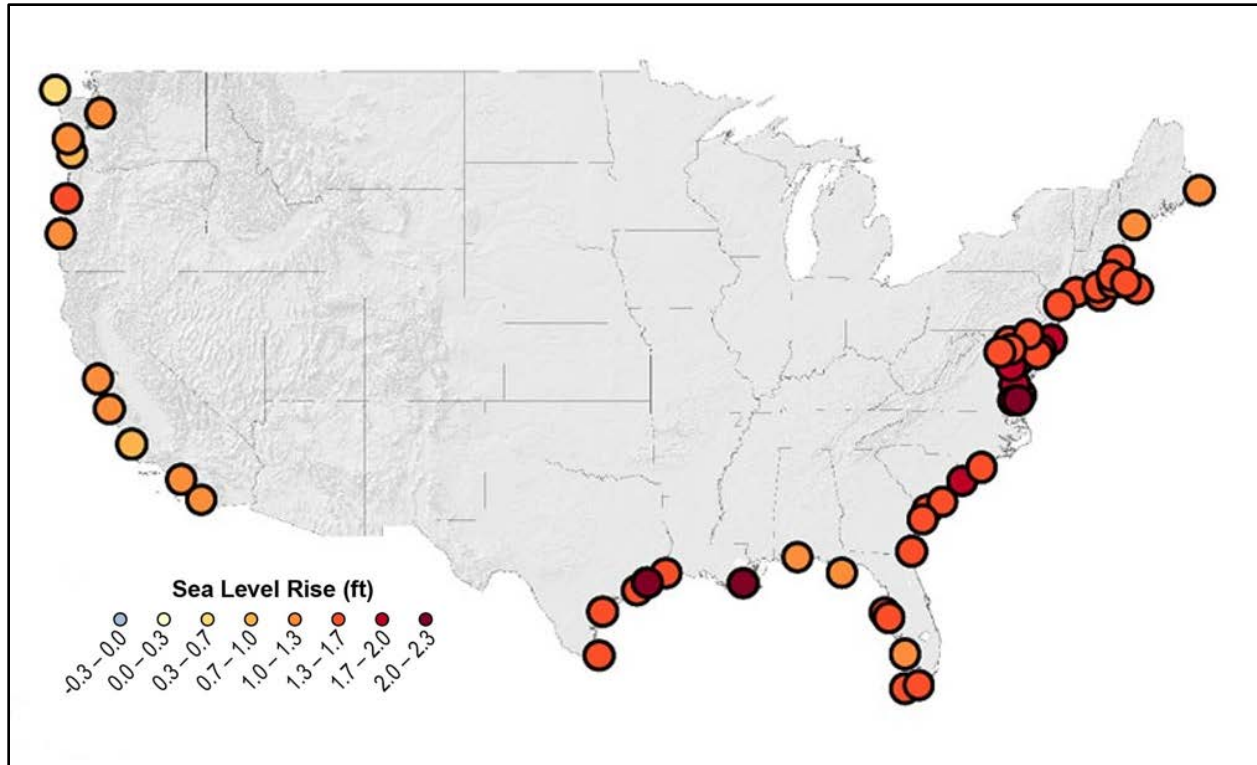 Sea Level Rise (ft)
-0.3 – 0.0
0.0 – 0.3
0.3 – 0.7
0.7 – 1.0
1.0 – 1.3
1.3 – 1.7
1.7 – 2.0
2.0 – 2.3